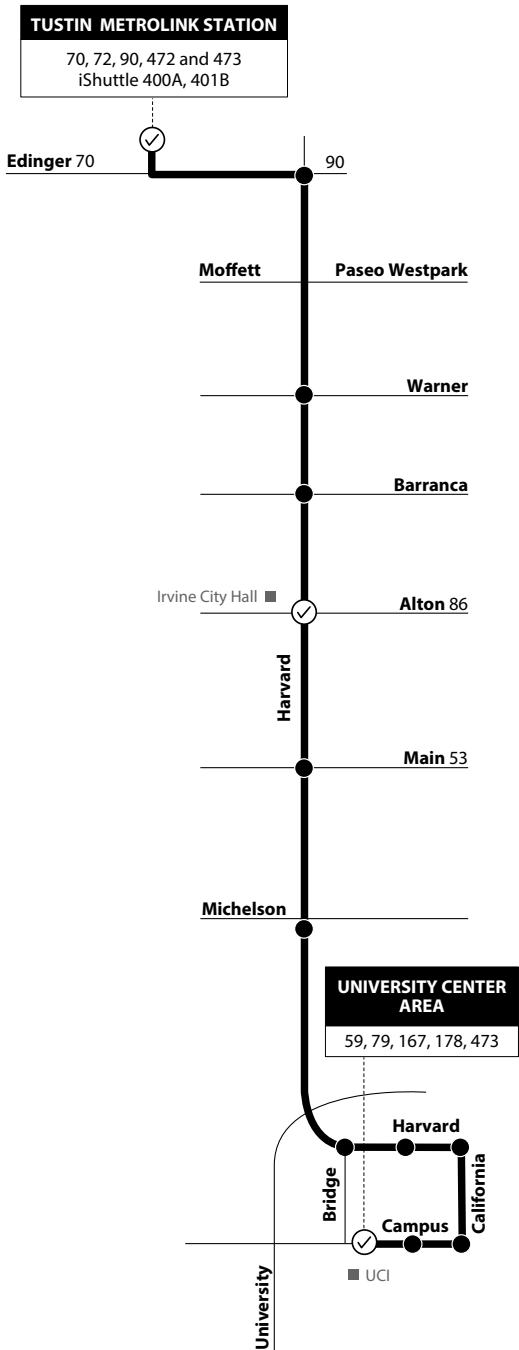 TUSTIN METROLINK STATION
70, 72, 90, 472 and 473
iShuttle 400A, 401B
Edinger 70
90
Moffett
Paseo Westpark
Warner
Barranca
Irvine City Hall
Alton 86
Harvard
Main 53
Michelson
UNIVERSITY CENTER
AREA
59, 79, 167, 178, 473
Harvard
Bridge
California
Campus
UCI
University